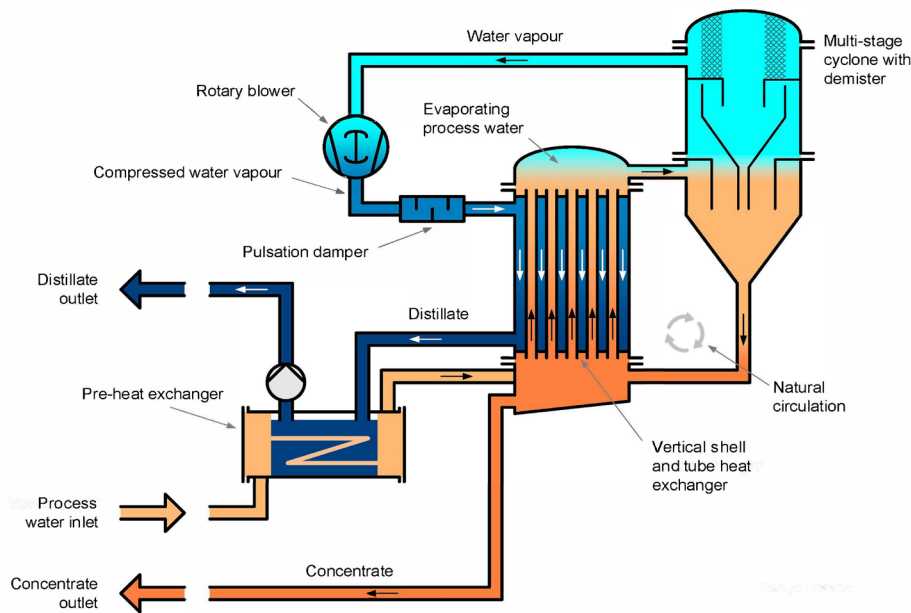 Water vapour
Multi-stage
cyclone with
demister
Rotary blower
Evaporating
process water
Compressed water vapour
Pulsation damper
Distillate
outlet
Distillate
Pre-heat exchanger
Natural
circulation
Vertical shell
and tube heat
exchanger
Process
water inlet
Concentrate
Concentrate
outlet